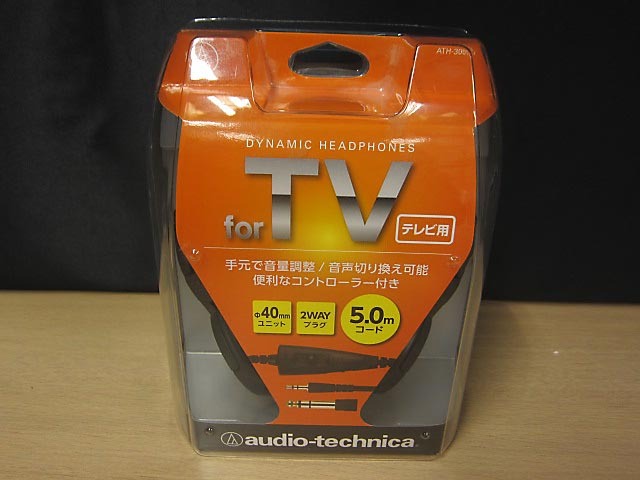 DYNAMIC HEADPHONES
for TV
テレビ用
手元で音量調整/音声切り換え可能
便利なコントローラー付き
Φ40mm
ユニット
2WAY
プラグ
5.0m
コード
audio-technica